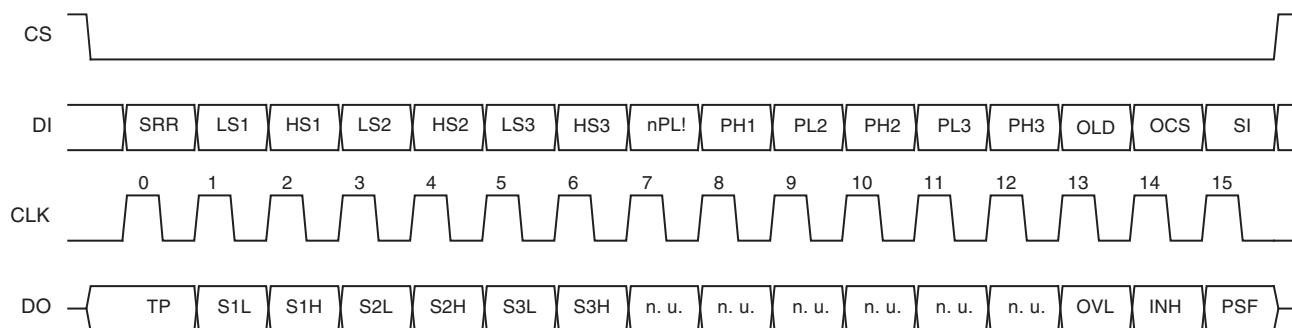 CS
DI SRR LS1 HS1 LS2 HS2 LS3 HS3 nPL! PH1 PL2 PH2 PL3 PH3 OLD OCS SI
0 1 2 3 4 5 6 7 8 9 10 11 12 13 14 15
CLK
DO TP S1L S1H S2L S2H S3L S3H n. u. n. u. n. u. n. u. n. u. n. u. OVL INH PSF